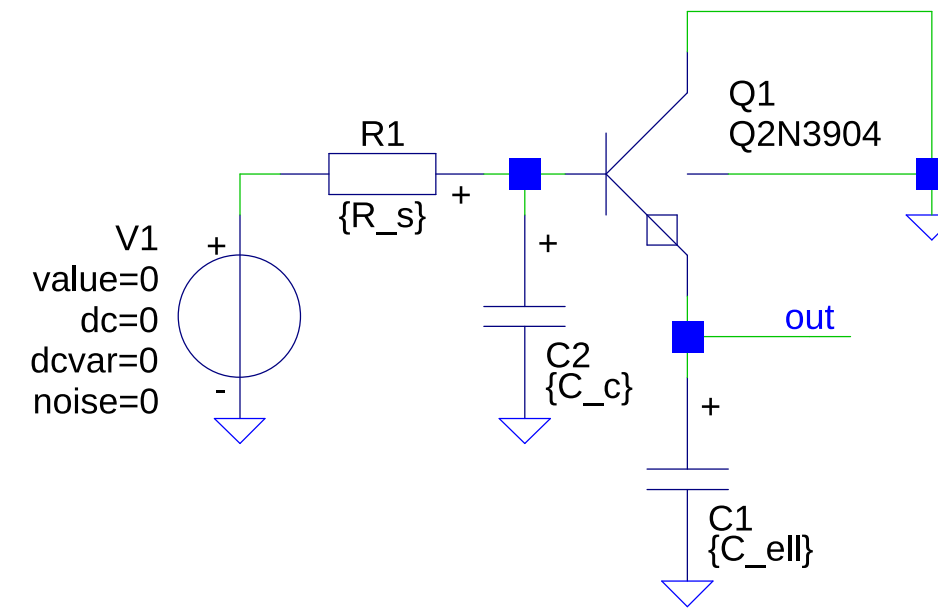 Q1
Q2N3904
R1
+
{R_s}
V1
+
value=0
dc=0
dcvar=0
noise=0
-
+
C2
{C_c}
out
+
C1
{C_ell}